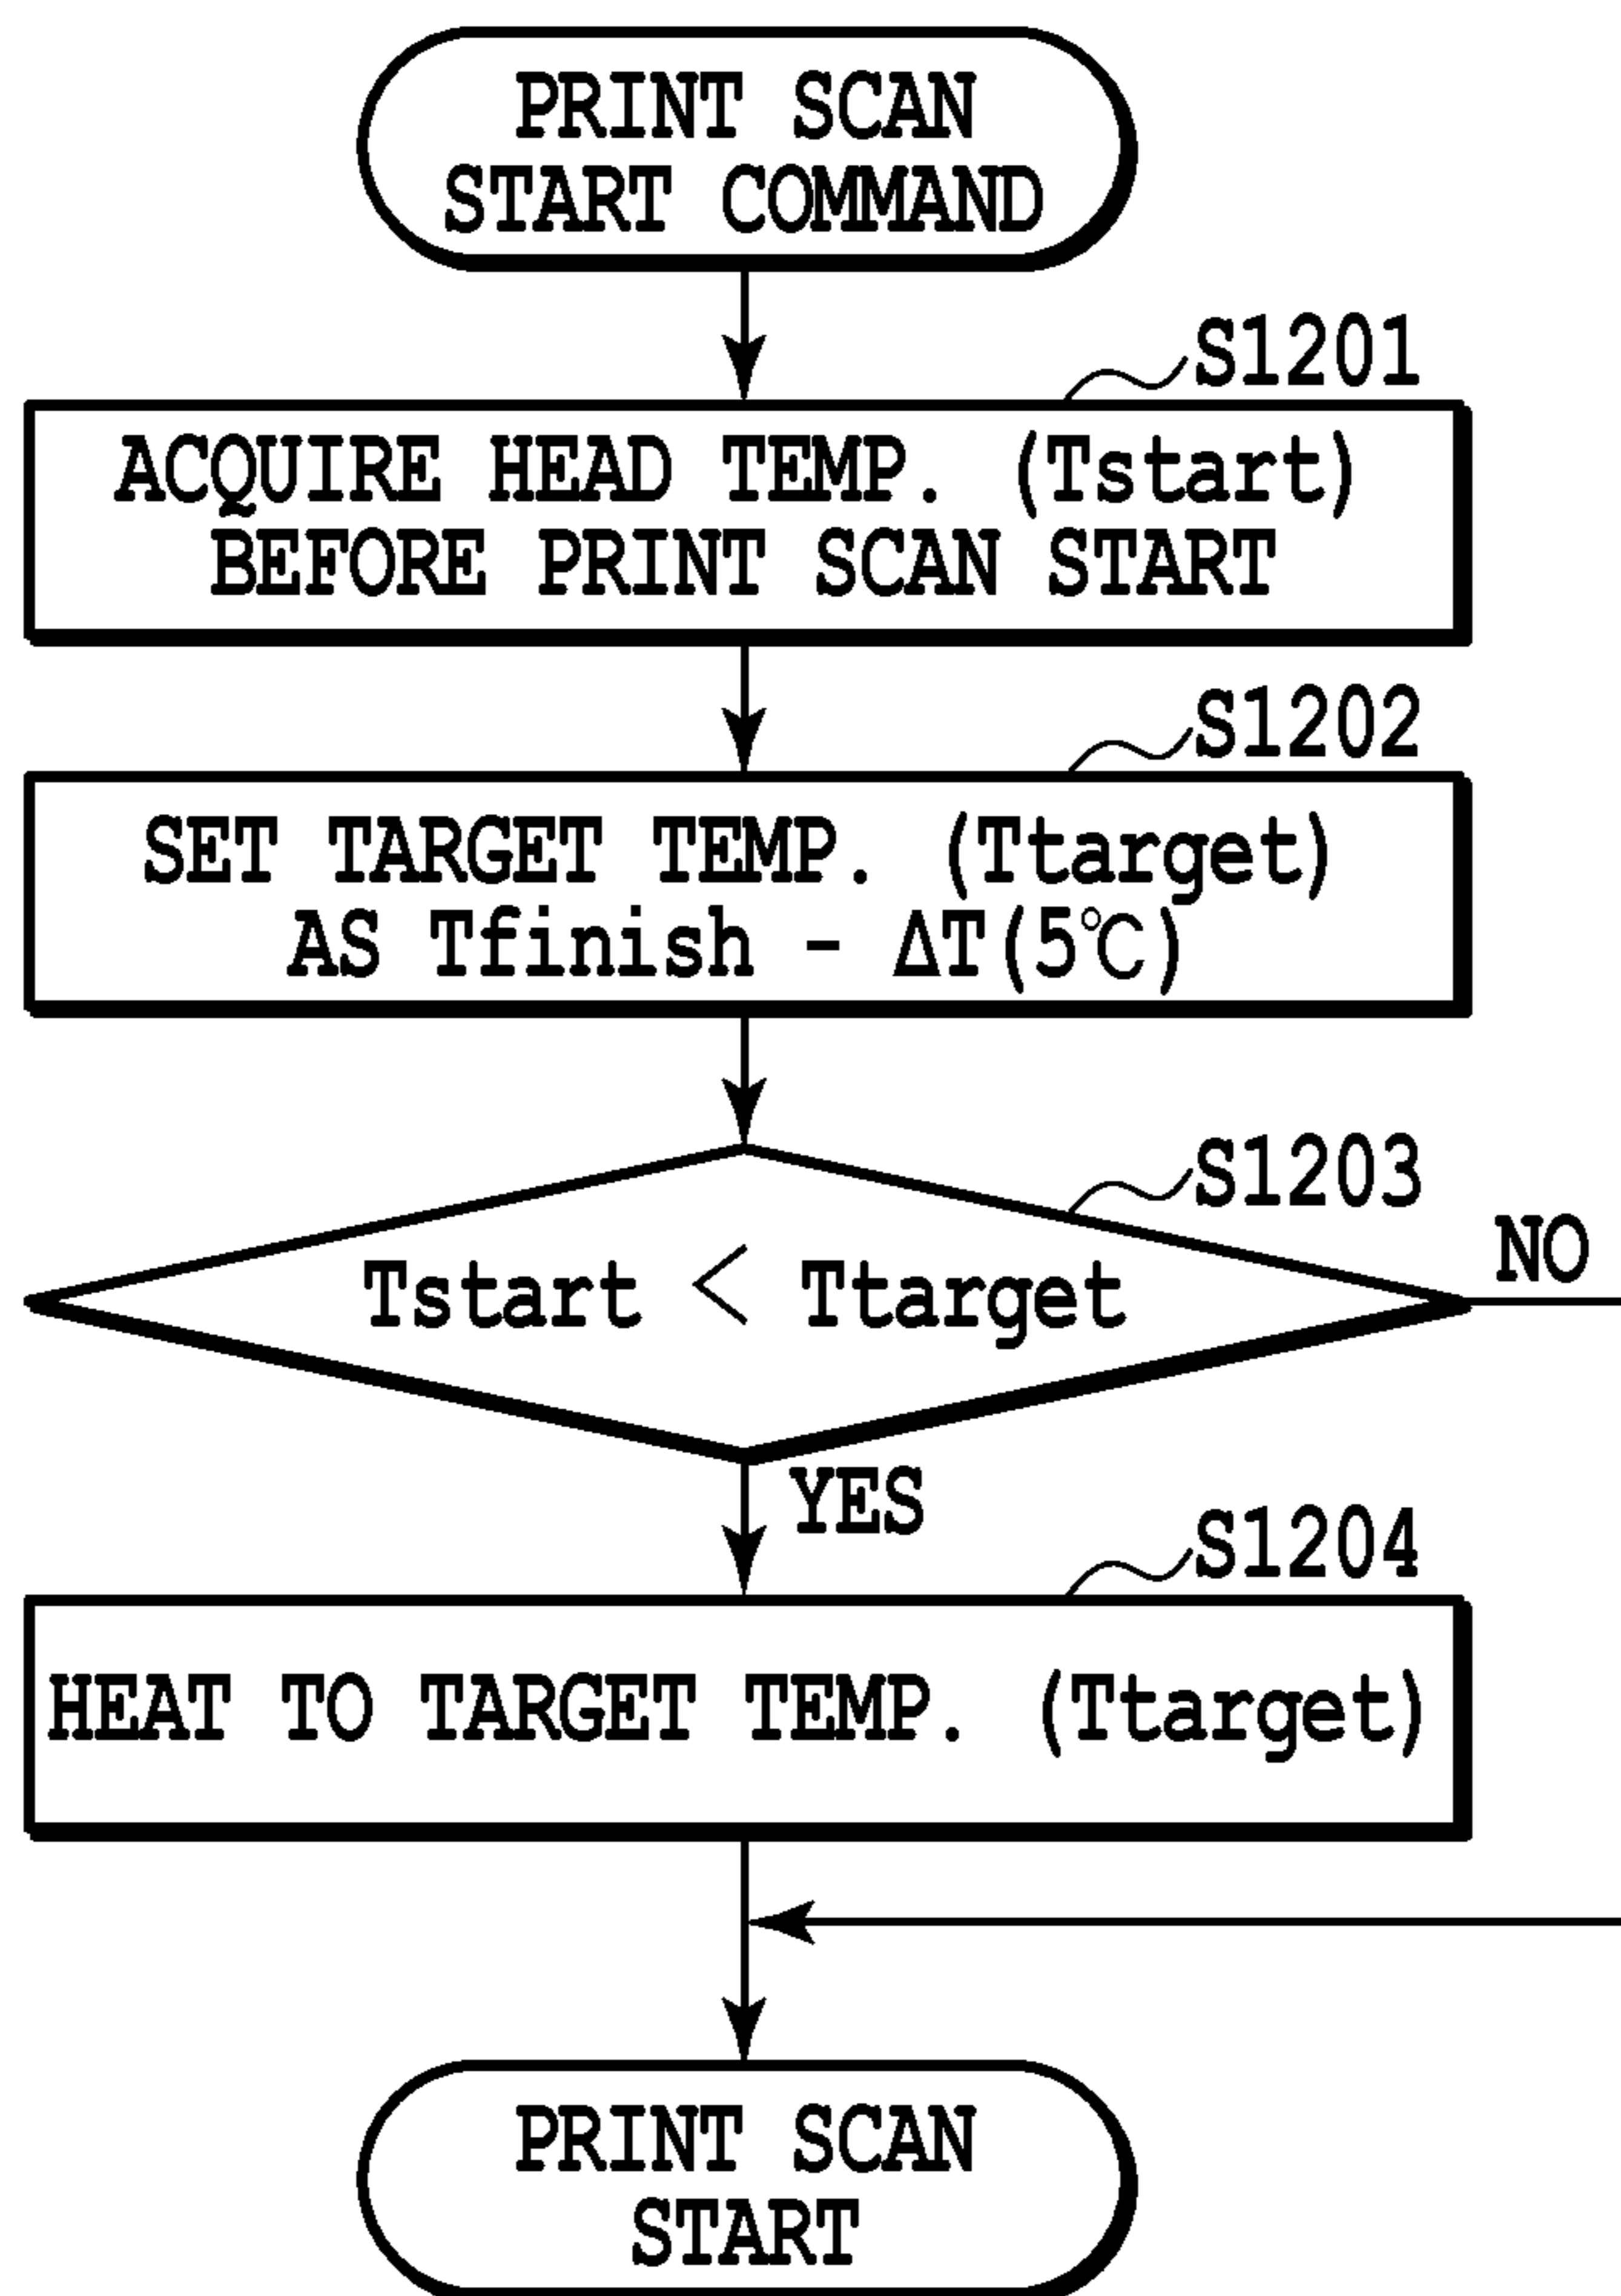 PRINT SCAN
START COMMAND
S1201
ACQUIRE HEAD TEMP. (Tstart)
BEFORE PRINT SCAN START
S1202
SET TARGET TEMP. (Ttarget)
AS Tfinish - ΔT(5℃)
S1203
NO
Tstart < Ttarget
YES
S1204
HEAT TO TARGET TEMP. (Ttarget)
PRINT SCAN
START